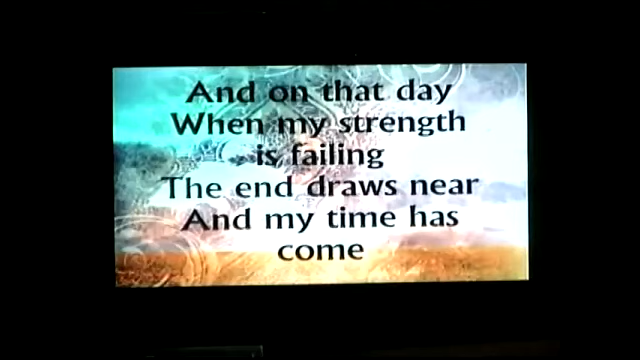 And on that day
When my strength
is failing
The end draws near
And my time has
come